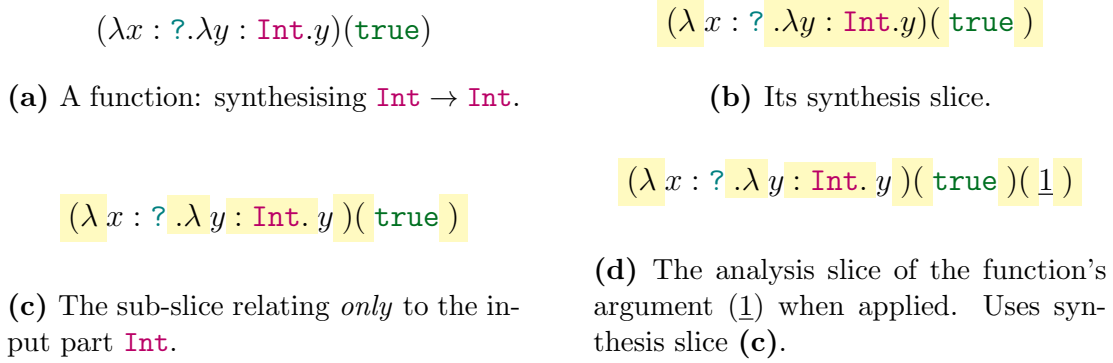 (λx : ?.λy : Int.y)(true)
(a) A function: synthesising Int → Int.
(λ x : ? .λy : Int.y)( true )
(b) Its synthesis slice.
(λ x : ? .λ y : Int. y )( true )
(c) The sub-slice relating only to the in-
put part Int.
(λ x : ? .λ y : Int. y )( true )( 1 )
(d) The analysis slice of the function's
argument (1) when applied. Uses syn-
thesis slice (c).